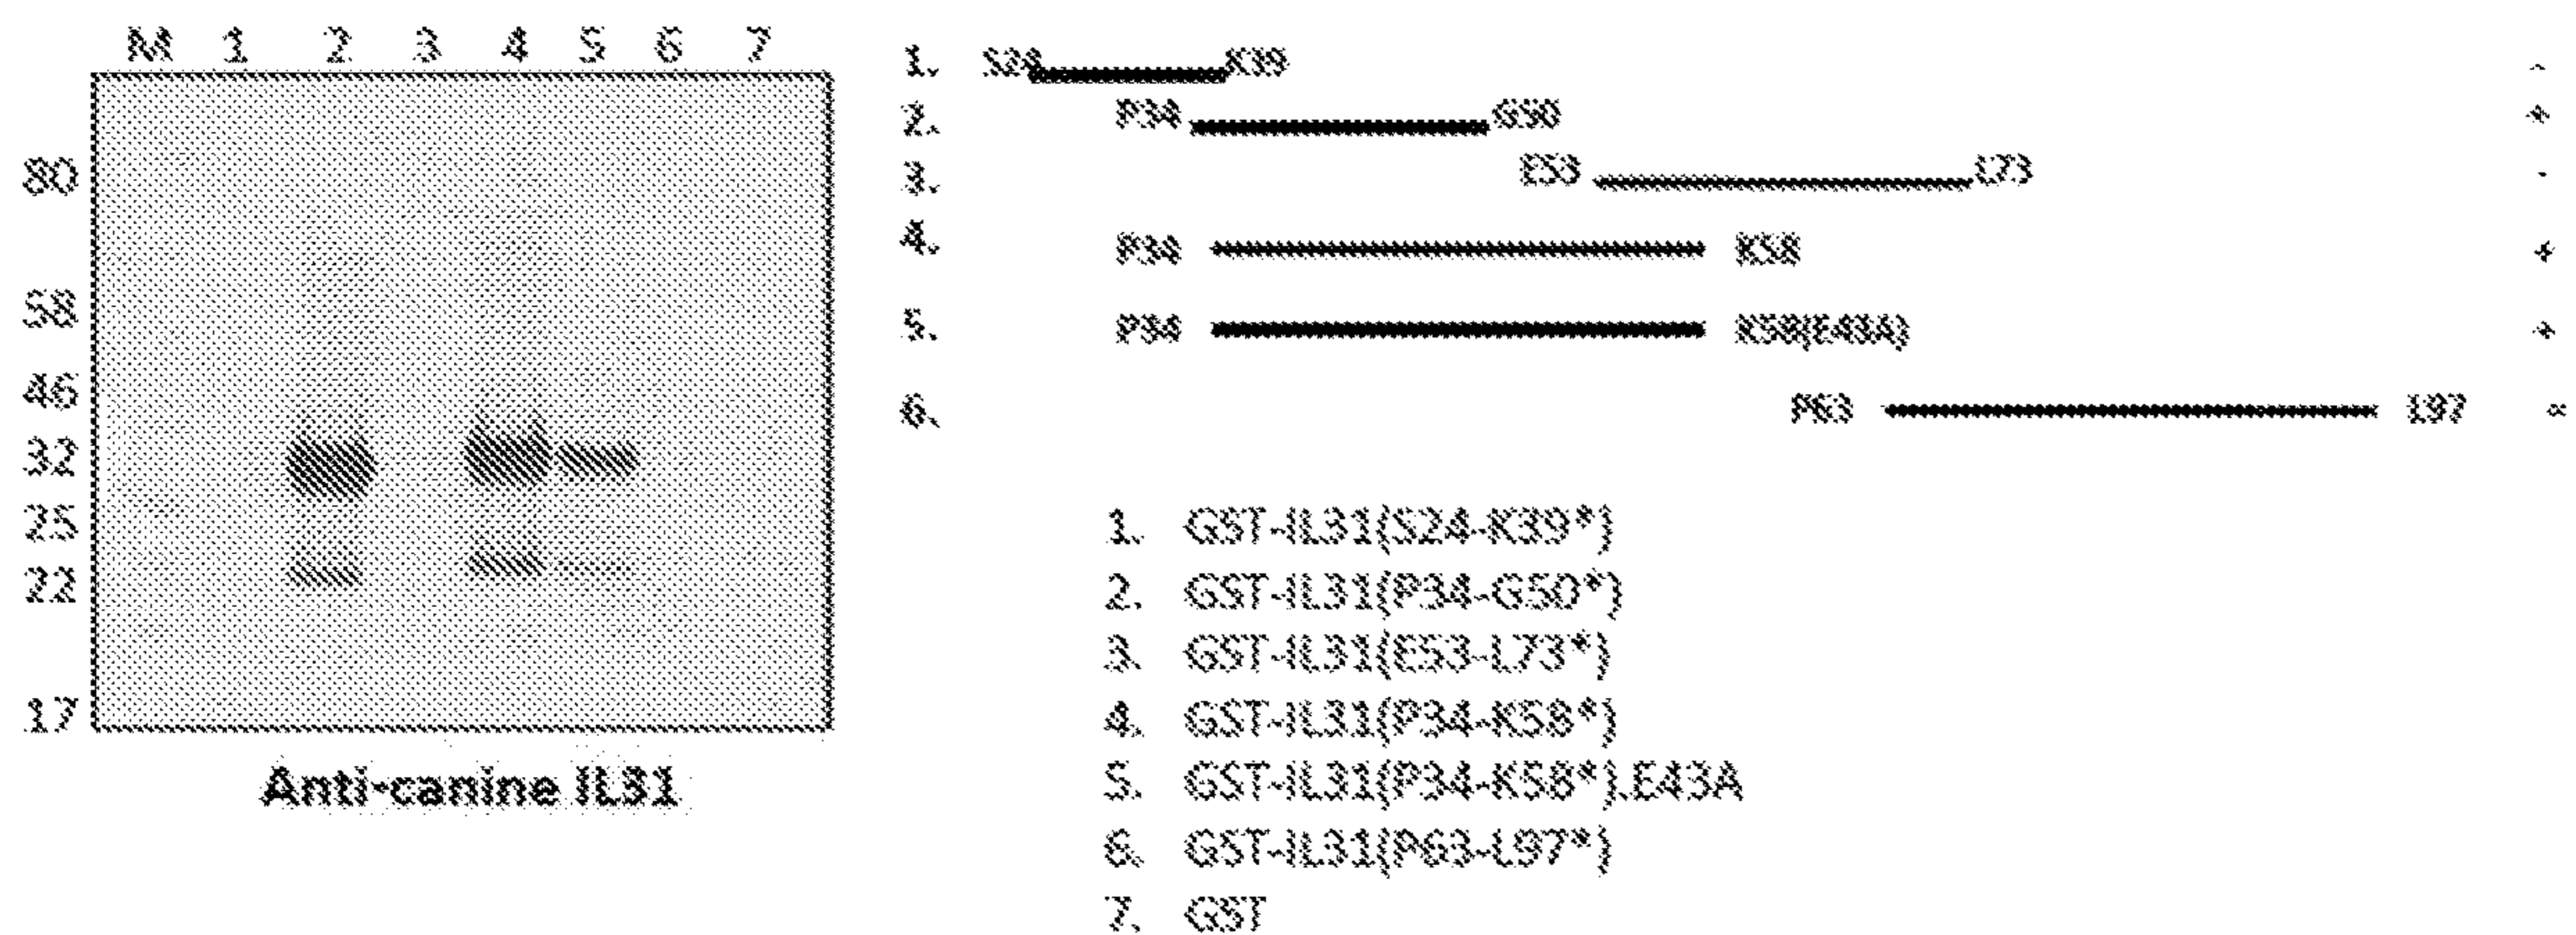 M 1 2 3 4 5 6 7
80
58
46
32
25
22
17
Anti-canine IL31
1. S24 K39 -
2. P34 G50 +
3. E53 L73 -
4. P34 K58 +
5. P34 K58(E43A) +
6. P63 L97 -
1. GST-IL31(S24-K39*)
2. GST-IL31(P34-G50*)
3. GST-IL31(E53-L73*)
4. GST-IL31(P34-K58*)
5. GST-IL31(P34-K58*).E43A
6. GST-IL31(P63-L97*)
7. GST